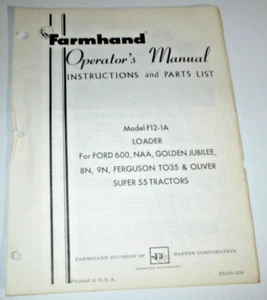 Farmhand
Operator's Manual
INSTRUCTIONS and PARTS LIST
Model F12-1A
LOADER
For FORD 600, NAA, GOLDEN JUBILEE,
8N, 9N, FERGUSON TO35 & OLIVER
SUPER 55 TRACTORS
FARMHAND DIVISION OF DAFFIN CORPORATION
Printed in U.S.A.